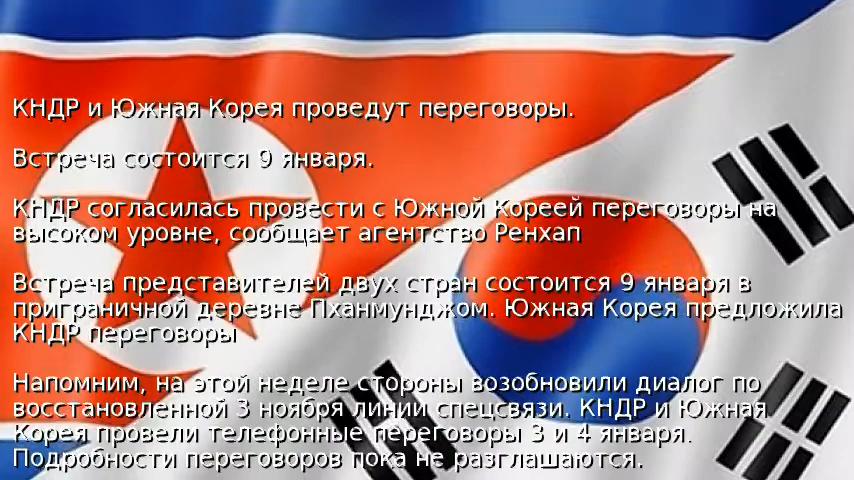 КНДР и Южная Корея проведут переговоры.
Встреча состоится 9 января.
КНДР согласилась провести с Южной Кореей переговоры на
высоком уровне, сообщает агентство Ренхап
Встреча представителей двух стран состоится 9 января в
приграничной деревне Пханмунджом. Южная Корея предложила
КНДР переговоры
Напомним, на этой неделе стороны возобновили диалог по
восстановленной 3 ноября линии спецсвязи. КНДР и Южная
Корея провели телефонные переговоры 3 и 4 января.
Подробности переговоров пока не разглашаются.